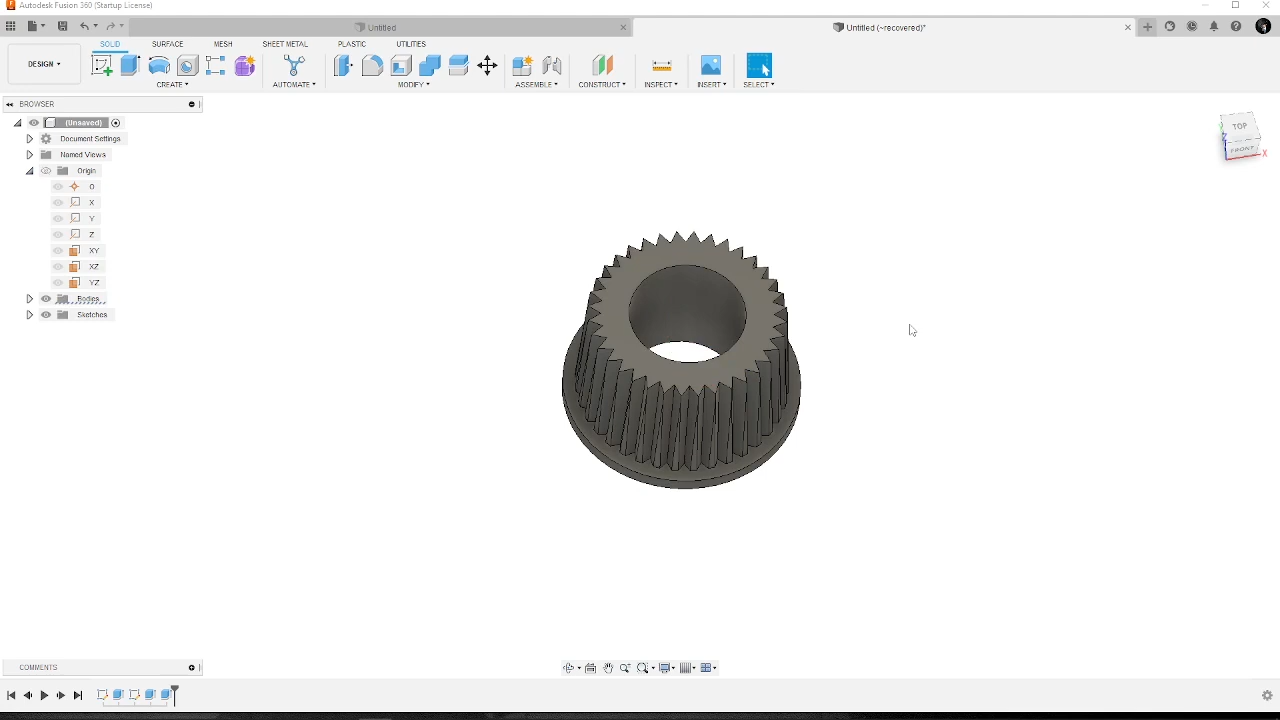 Autodesk Fusion 360 (Startup License)
Untitled
Untitled (~recovered)*
DESIGN
SOLID
SURFACE
MESH
SHEET METAL
PLASTIC
UTILITIES
CREATE
AUTOMATE
MODIFY
ASSEMBLE
CONSTRUCT
INSPECT
INSERT
SELECT
BROWSER
(Unsaved)
Document Settings
Named Views
Origin
O
X
Y
Z
XY
XZ
YZ
Bodies
Sketches
TOP
FRONT
Z
X
COMMENTS